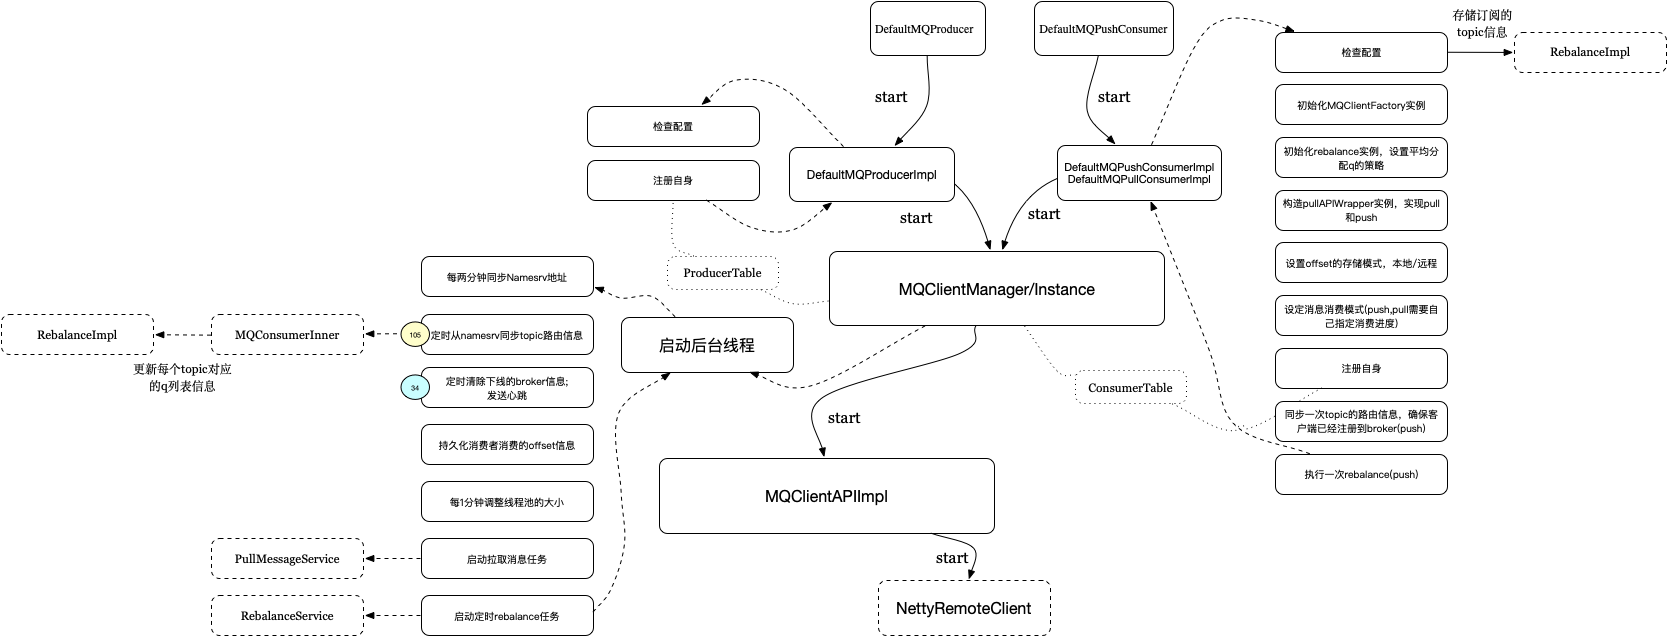 DefaultMQProducer
DefaultMQPushConsumer
存储订阅的
topic信息
检查配置
RebalanceImpl
start
start
初始化MQClientFactory实例
检查配置
初始化rebalance实例，设置平均分
配q的策略
DefaultMQProducerImpl
DefaultMQPushConsumerImpl
DefaultMQPullConsumerImpl
注册自身
构造pullAPIWrapper实例，实现pull
和push
start
start
设置offset的存储模式，本地/远程
ProducerTable
每两分钟同步Namesrv地址
MQClientManager/Instance
设定消息消费模式(push,pull需要自
己指定消费进度)
RebalanceImpl
MQConsumerInner
105
定时从namesrv同步topic路由信息
启动后台线程
更新每个topic对应
的q列表信息
34
定时清除下线的broker信息;
发送心跳
ConsumerTable
注册自身
start
同步一次topic的路由信息，确保客
户端已经注册到broker(push)
持久化消费者消费的offset信息
执行一次rebalance(push)
每1分钟调整线程池的大小
MQClientAPIImpl
PullMessageService
启动拉取消息任务
start
RebalanceService
启动定时rebalance任务
NettyRemoteClient